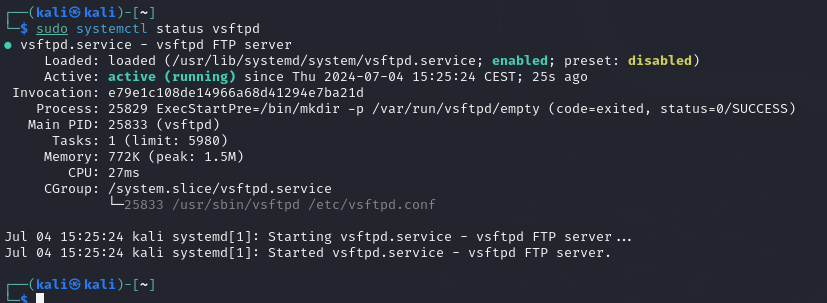 ┌──(kali㉿kali)-[~]
└─$ sudo systemctl status vsftpd
● vsftpd.service - vsftpd FTP server
     Loaded: loaded (/usr/lib/systemd/system/vsftpd.service; enabled; preset: disabled)
     Active: active (running) since Thu 2024-07-04 15:25:24 CEST; 25s ago
 Invocation: e79e1c108de14966a68d41294e7ba21d
    Process: 25829 ExecStartPre=/bin/mkdir -p /var/run/vsftpd/empty (code=exited, status=0/SUCCESS)
   Main PID: 25833 (vsftpd)
      Tasks: 1 (limit: 5980)
     Memory: 772K (peak: 1.5M)
        CPU: 27ms
     CGroup: /system.slice/vsftpd.service
             └─25833 /usr/sbin/vsftpd /etc/vsftpd.conf
Jul 04 15:25:24 kali systemd[1]: Starting vsftpd.service - vsftpd FTP server...
Jul 04 15:25:24 kali systemd[1]: Started vsftpd.service - vsftpd FTP server.
┌──(kali㉿kali)-[~]
└─$